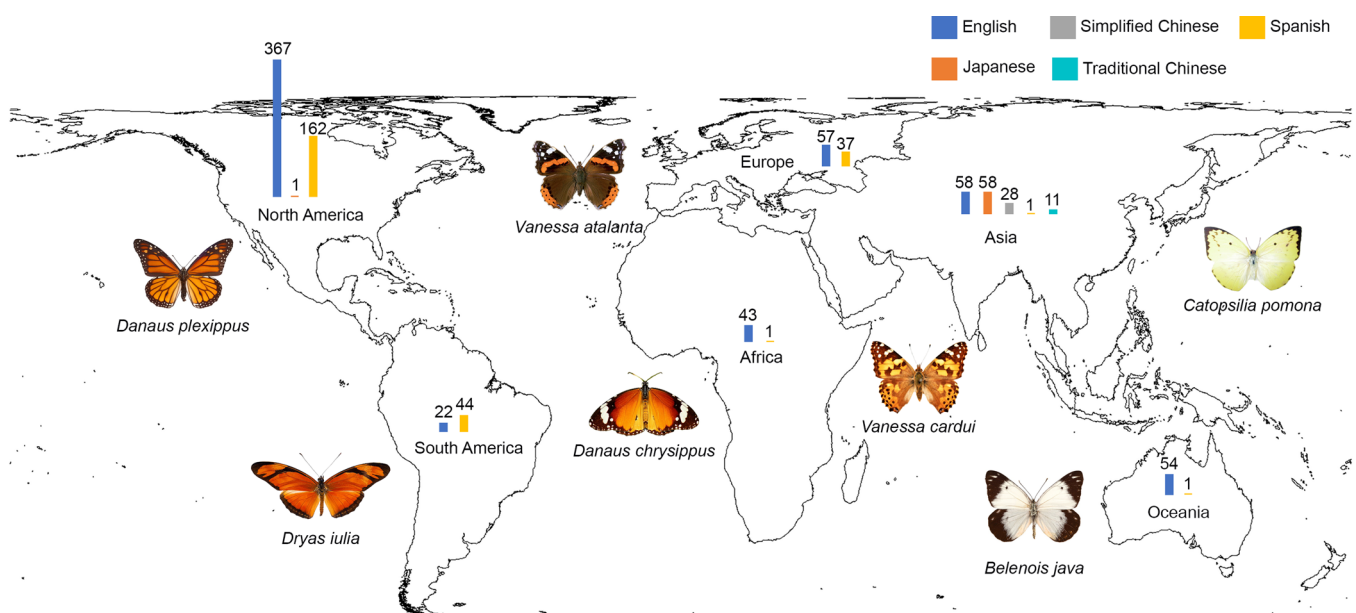 English
Simplified Chinese
Spanish
Japanese
Traditional Chinese
367
1
162
North America
57
37
Europe
58
58
28
1
11
Asia
Vanessa atalanta
Danaus plexippus
Catopsilia pomona
43
1
Africa
22
44
South America
Danaus chrysippus
Vanessa cardui
54
1
Oceania
Dryas iulia
Belenois java